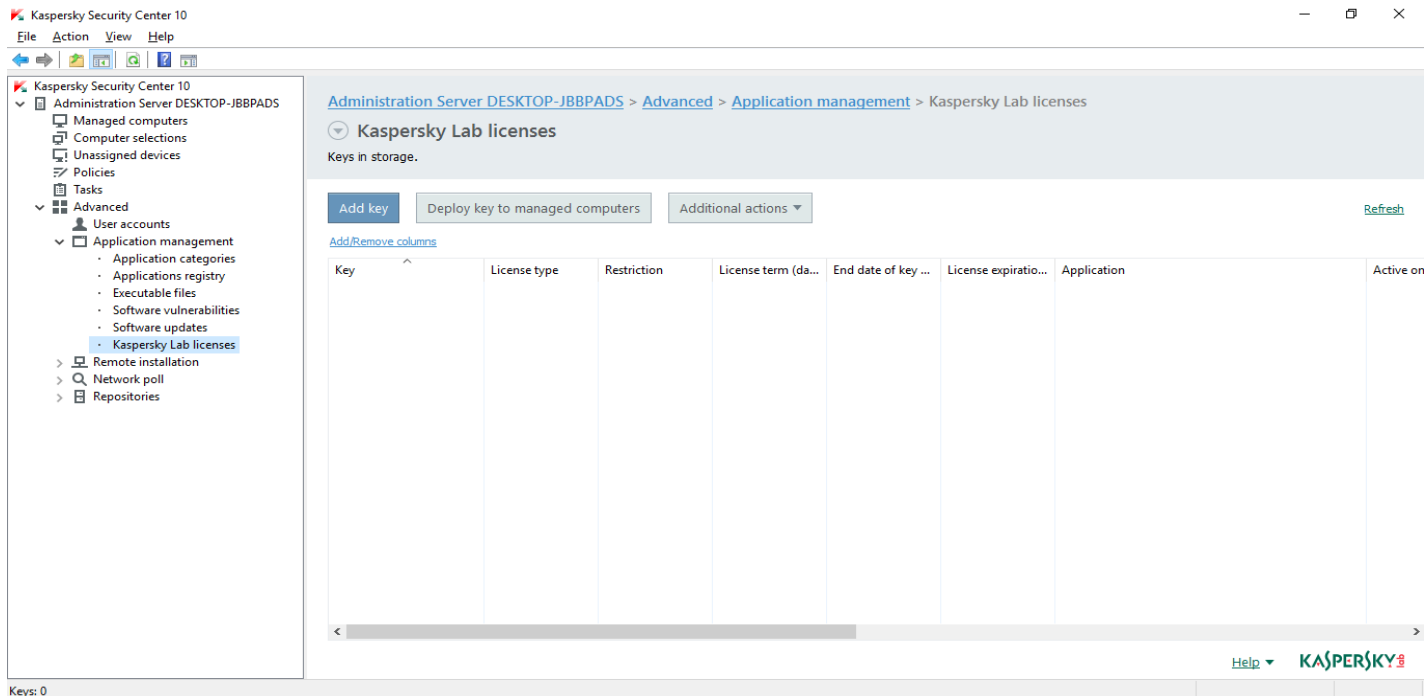 Kaspersky Security Center 10
File Action View Help
Kaspersky Security Center 10
Administration Server DESKTOP-JBBPADS
Managed computers
Computer selections
Unassigned devices
Policies
Tasks
Advanced
User accounts
Application management
Application categories
Applications registry
Executable files
Software vulnerabilities
Software updates
Kaspersky Lab licenses
Remote installation
Network poll
Repositories
Administration Server DESKTOP-JBBPADS > Advanced > Application management > Kaspersky Lab licenses
Kaspersky Lab licenses
Keys in storage.
Add key Deploy key to managed computers Additional actions Refresh
Add/Remove columns
Key License type Restriction License term (da... End date of key ... License expiratio... Application Active on
Help KASPERSKY lab
Keys: 0